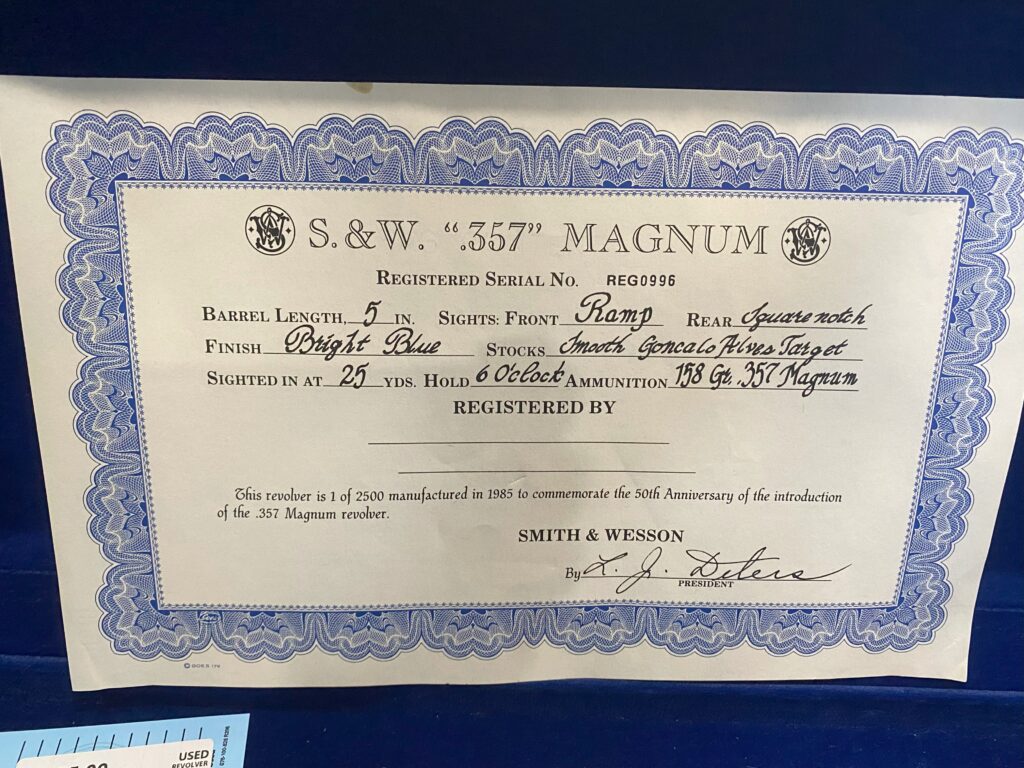 S.&W. ".357" MAGNUM
REGISTERED SERIAL NO. REG0996
BARREL LENGTH, 5 IN. SIGHTS: FRONT Ramp REAR Square notch
FINISH Bright Blue STOCKS Smooth Goncalo Alves Target
SIGHTED IN AT 25 YDS. HOLD 6 O'clock AMMUNITION 158 Gr. .357 Magnum
REGISTERED BY
This revolver is 1 of 2500 manufactured in 1985 to commemorate the 50th Anniversary of the introduction
of the .357 Magnum revolver.
SMITH & WESSON
By L. J. Deters
PRESIDENT
© GOES
USED
REVOLVER